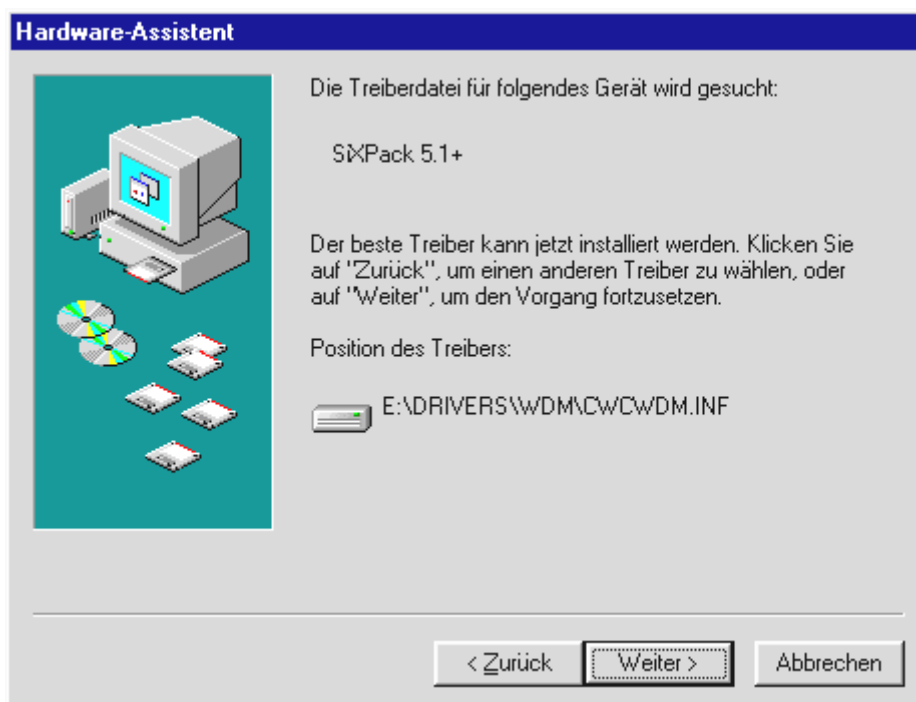 Hardware-Assistent
Die Treiberdatei für folgendes Gerät wird gesucht:
SiXPack 5.1+
Der beste Treiber kann jetzt installiert werden. Klicken Sie
auf "Zurück", um einen anderen Treiber zu wählen, oder
auf "Weiter", um den Vorgang fortzusetzen.
Position des Treibers:
E:\DRIVERS\WDM\CWCWDM.INF
< Zurück
Weiter >
Abbrechen